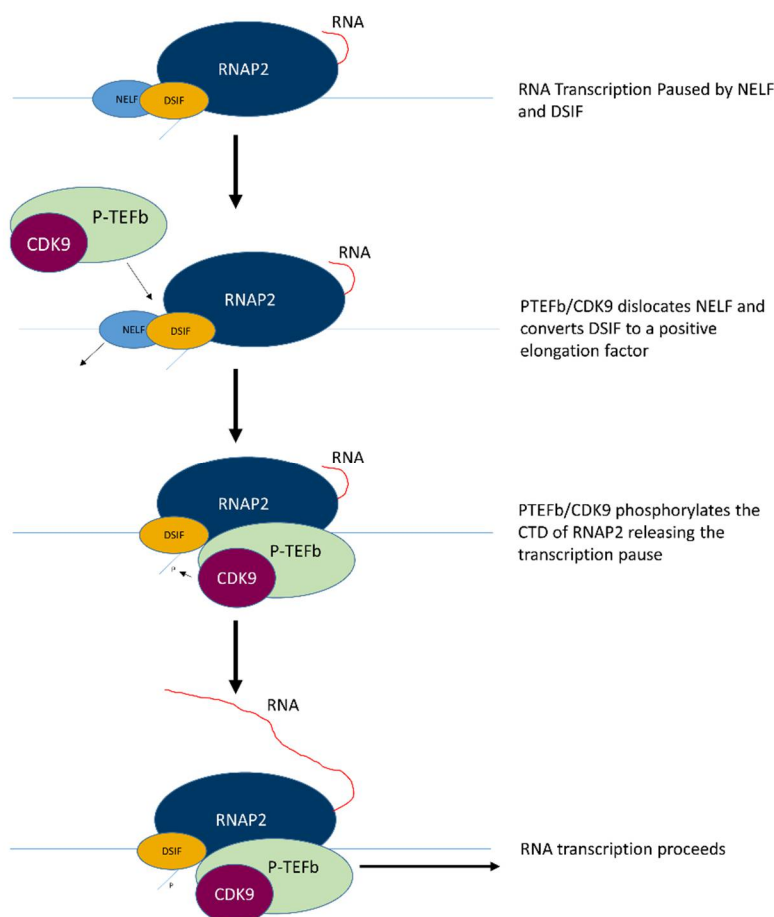 RNA
RNAP2
NELF
DSIF
RNA Transcription Paused by NELF
and DSIF
P-TEFb
CDK9
RNA
RNAP2
NELF
DSIF
PTEFb/CDK9 dislocates NELF and
converts DSIF to a positive
elongation factor
RNA
RNAP2
DSIF
P-TEFb
P
CDK9
PTEFb/CDK9 phosphorylates the
CTD of RNAP2 releasing the
transcription pause
RNA
RNAP2
DSIF
P-TEFb
P
CDK9
RNA transcription proceeds